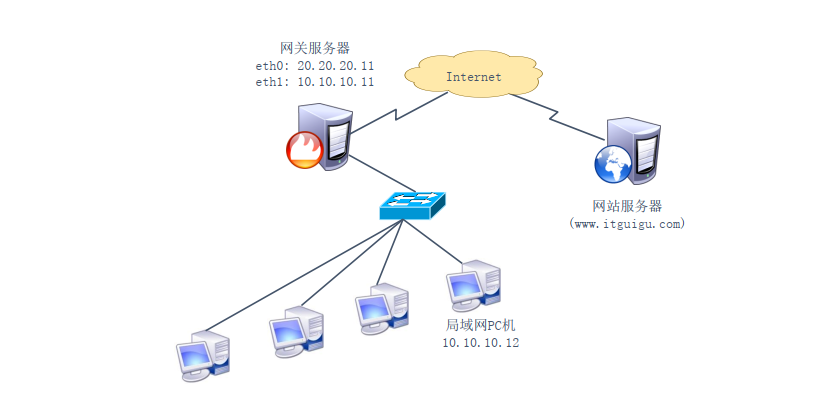 网关服务器
eth0: 20.20.20.11
eth1: 10.10.10.11
Internet
网站服务器
(www.itguigu.com)
局域网PC机
10.10.10.12